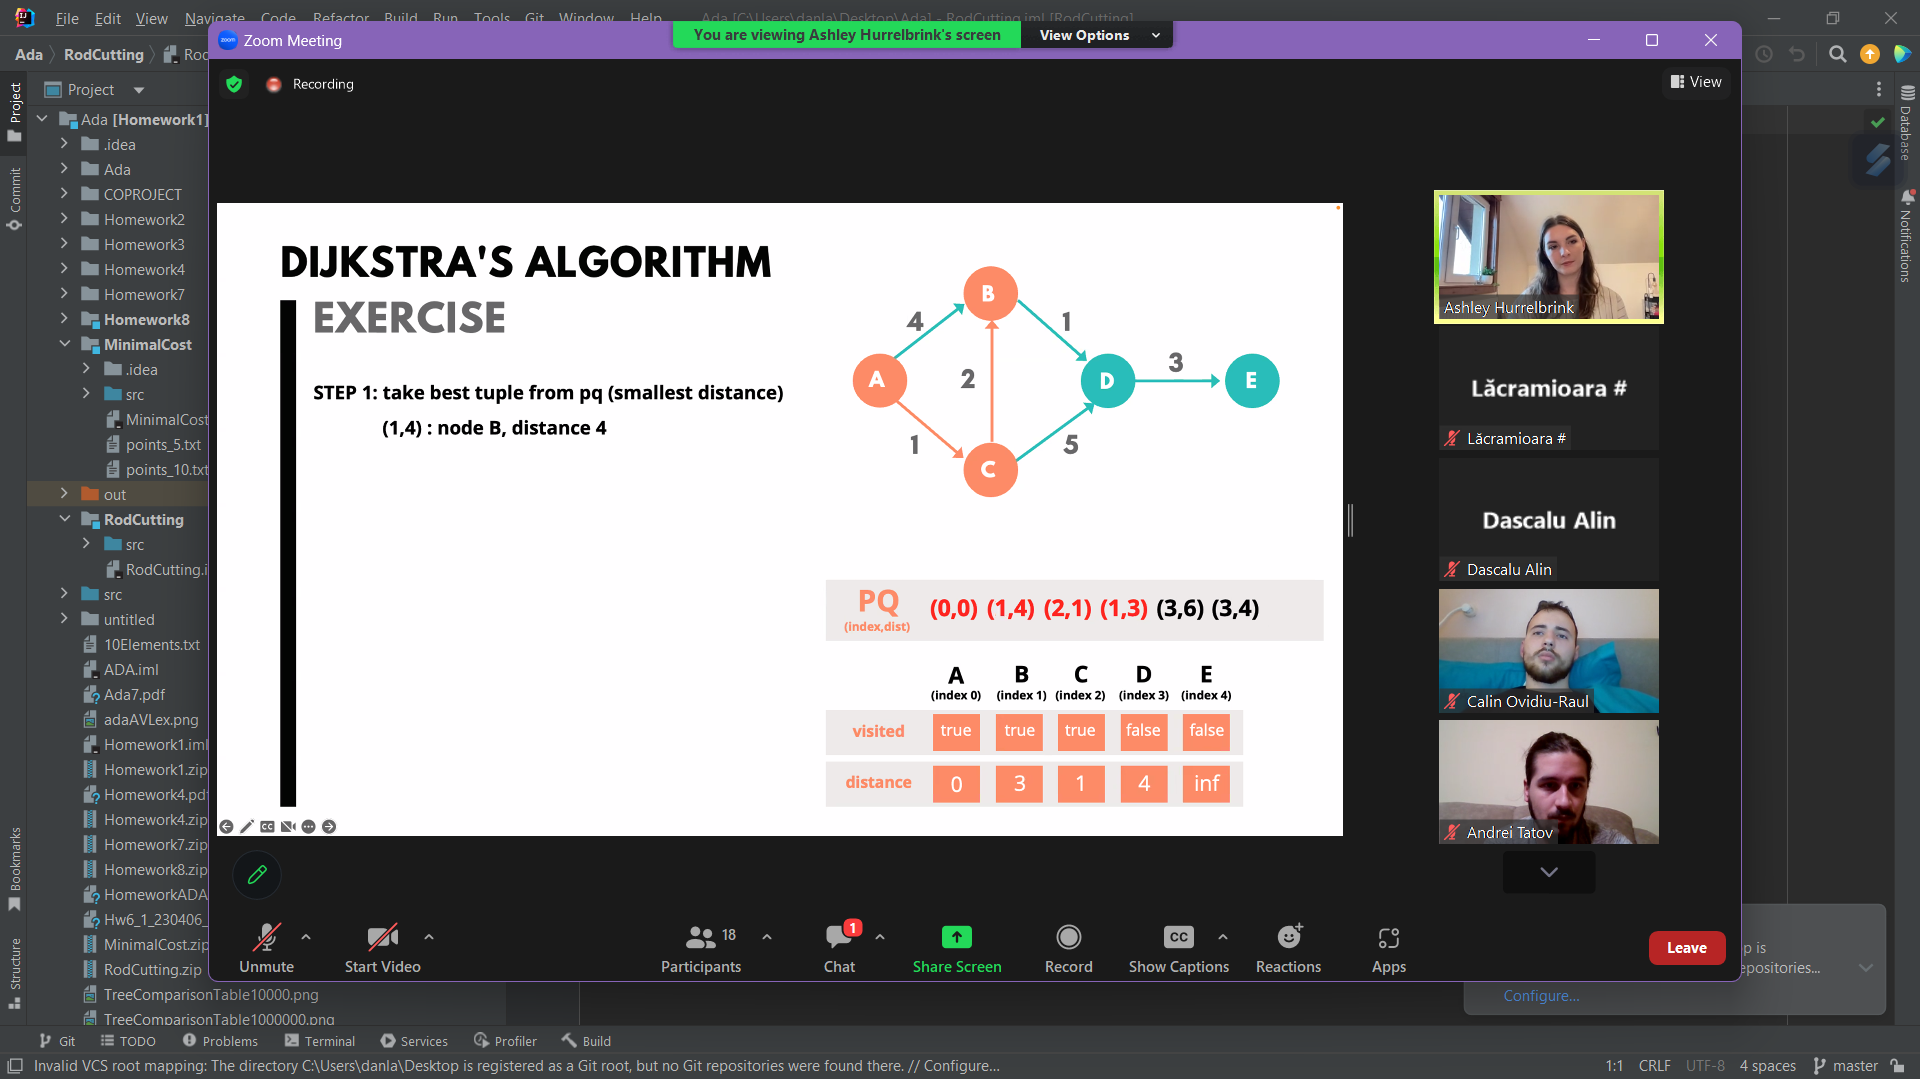 File Edit View Navigate Code Refactor Build Run Tools Git Window Help Ada [C:\Users\danla\Desktop\Ada] - RodCutting.iml [RodCutting]
Ada RodCutting Roc
zoom Zoom Meeting
You are viewing Ashley Hurrelbrink's screen View Options
Recording
View
Project
Commit
Bookmarks
Structure
Database
Notifications
Project
Ada [Homework1]
.idea
Ada
COPROJECT
Homework2
Homework3
Homework4
Homework7
Homework8
MinimalCost
.idea
src
MinimalCost
points_5.txt
points_10.txt
out
RodCutting
src
RodCutting.i
src
untitled
10Elements.txt
ADA.iml
Ada7.pdf
adaAVLex.png
Homework1.iml
Homework1.zip
Homework4.pdf
Homework4.zip
Homework7.zip
Homework8.zip
HomeworkADA
Hw6_1_230406_
MinimalCost.zip
RodCutting.zip
TreeComparisonTable10000.png
TreeComparisonTable1000000.png
DIJKSTRA'S ALGORITHM
EXERCISE
STEP 1: take best tuple from pq (smallest distance)
(1,4) : node B, distance 4
B
4 1
A 2 D 3 E
1 5
C
PQ (0,0) (1,4) (2,1) (1,3) (3,6) (3,4)
(index,dist)
A B C D E
(index 0) (index 1) (index 2) (index 3) (index 4)
visited true true true false false
distance 0 3 1 4 inf
CC
Ashley Hurrelbrink
Lăcramioara #
Lăcramioara #
Dascalu Alin
Dascalu Alin
Calin Ovidiu-Raul
Andrei Tatov
18 1 CC
Unmute Start Video Participants Chat Share Screen Record Show Captions Reactions Apps Leave
p is
epositories...
Configure...
Git TODO Problems Terminal Services Profiler Build
Invalid VCS root mapping: The directory C:\Users\danla\Desktop is registered as a Git root, but no Git repositories were found there. // Configure... 1:1 CRLF UTF-8 4 spaces master